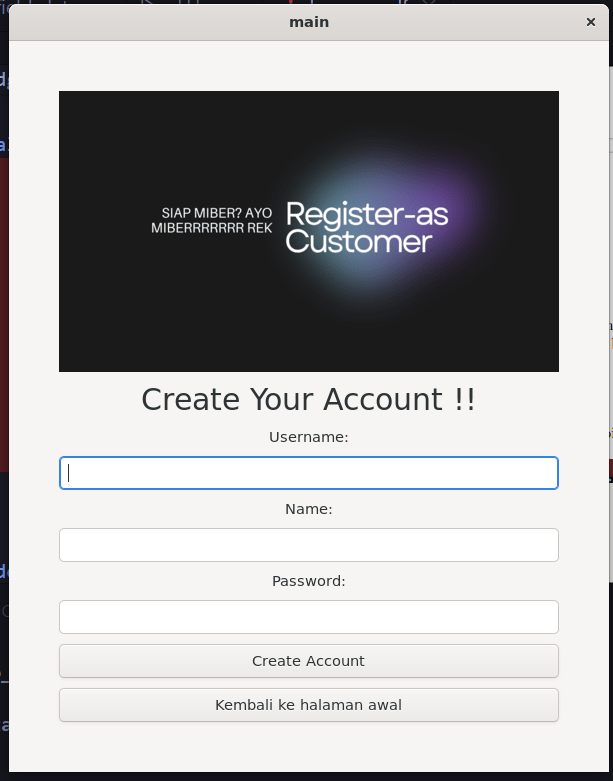 main
SIAP MIBER? AYO
MIBERRRRRRR REK
Register-as
Customer
Create Your Account !!
Username:
Name:
Password:
Create Account
Kembali ke halaman awal